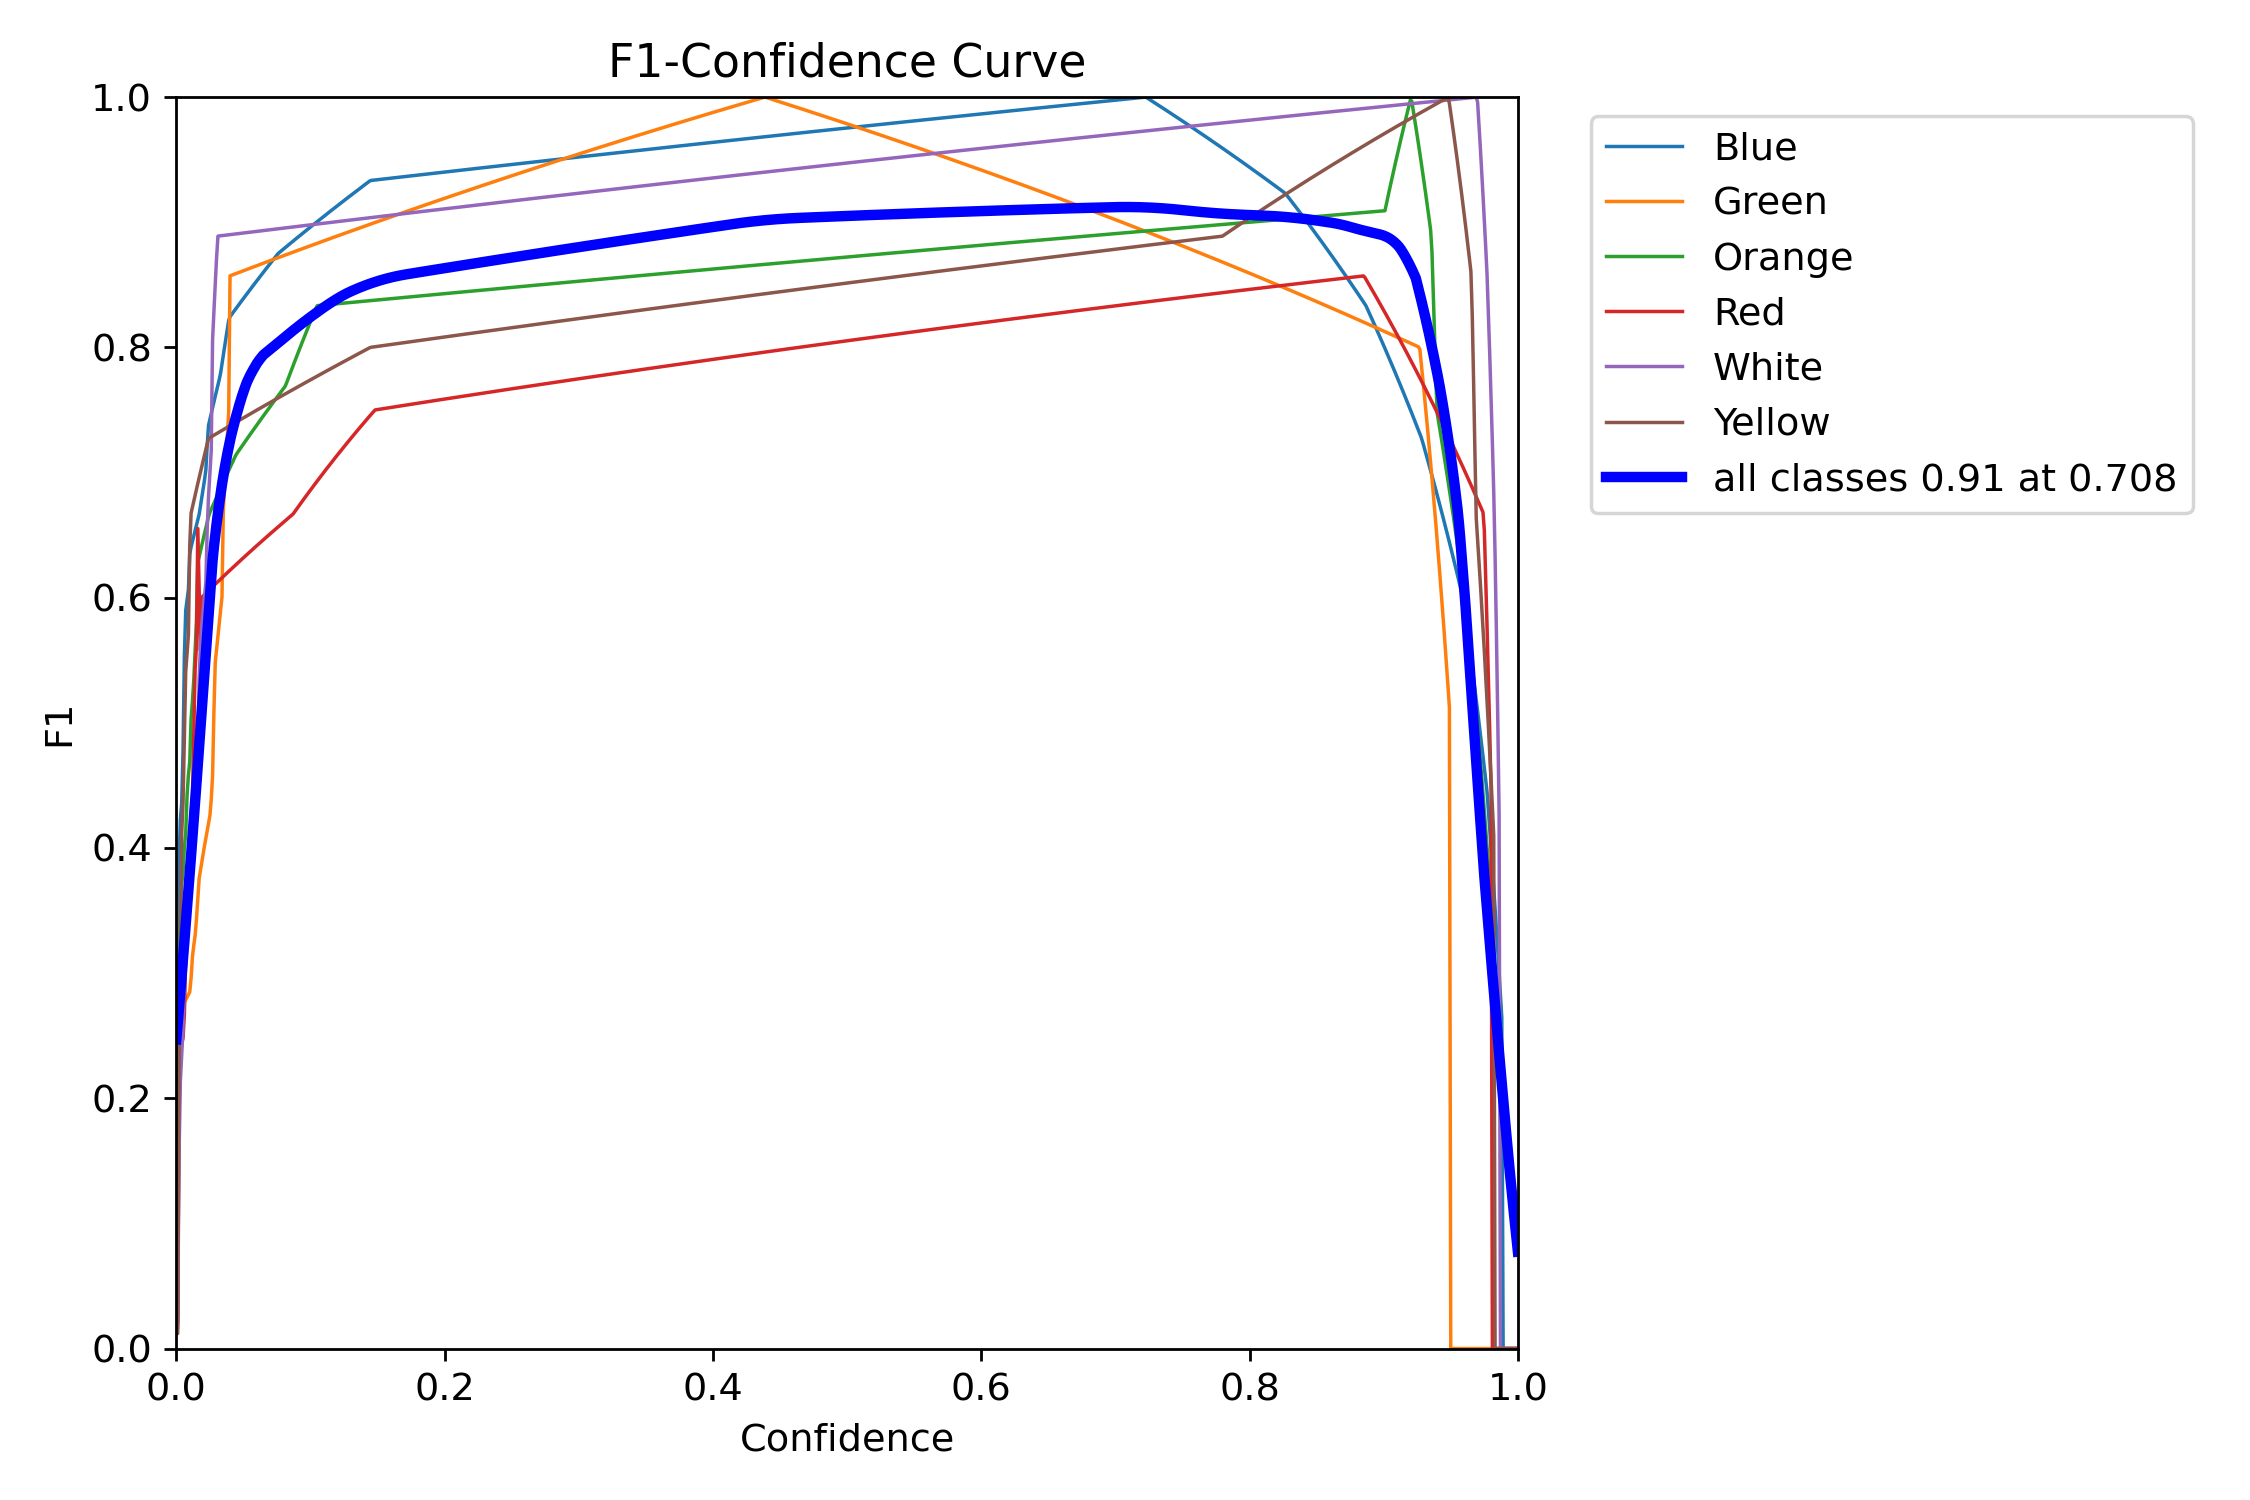 F1-Confidence Curve
1.0
0.8
0.6
0.4
0.2
0.0
F1
0.0 0.2 0.4 0.6 0.8 1.0
Confidence
Blue
Green
Orange
Red
White
Yellow
all classes 0.91 at 0.708